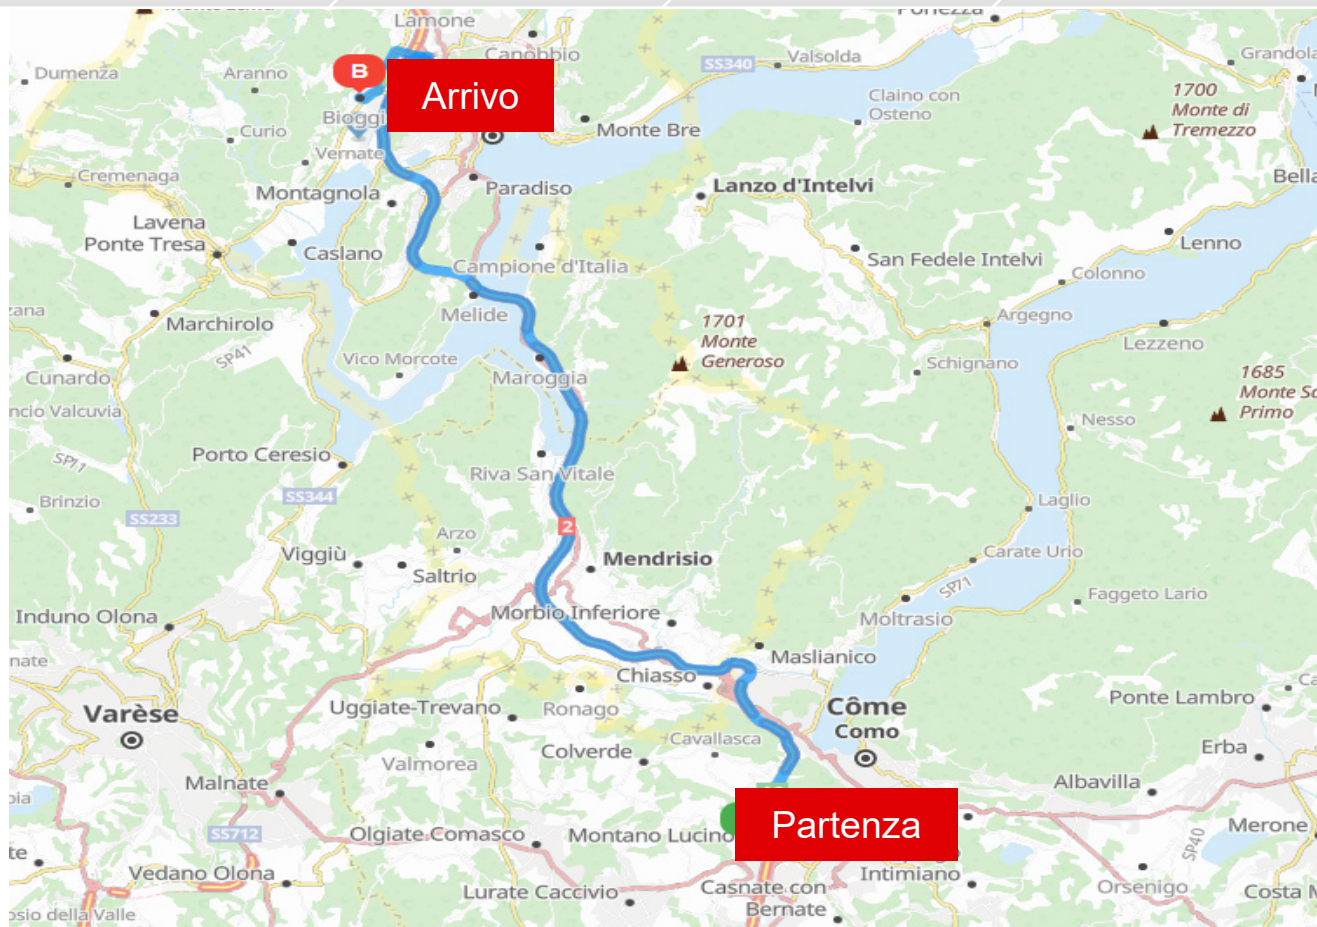 Lamone
Canobbio
Dumenza
Aranno
B
Arrivo
SS340
Valsolda
Grandola
Claino con
Osteno
1700
Monte di
Tremezzo
Curio
Monte Bre
Vernate
Cremenaga
Montagnola
Paradiso
Lanzo d'Intelvi
Lavena
Ponte Tresa
Caslano
Campione d'Italia
San Fedele Intelvi
Lenno
Colonno
Melide
Marchirolo
SP41
1701
Monte
Generoso
Argegno
Lezzeno
Vico Morcote
Schignano
Cunardo
Maroggia
1685
Primo
Nesso
Porto Ceresio
Riva San Vitale
SP11
SS344
Brinzio
SS233
Laglio
2
Arzo
Viggiù
Saltrio
Mendrisio
Carate Urio
SP71
Faggeto Lario
Induno Olona
Morbio Inferiore
Moltrasio
Maslianico
Chiasso
Varèse
Uggiate-Trevano
Ronago
Côme
Como
Ponte Lambro
Colverde
Cavallasca
Erba
Valmorea
Malnate
Albavilla
SS712
Olgiate Comasco
Montano Lucino
Partenza
Merone
SP40
Vedano Olona
Lurate Caccivio
Casnate con
Bernate
Intimiano
Orsenigo
Costa M
osio della Valle